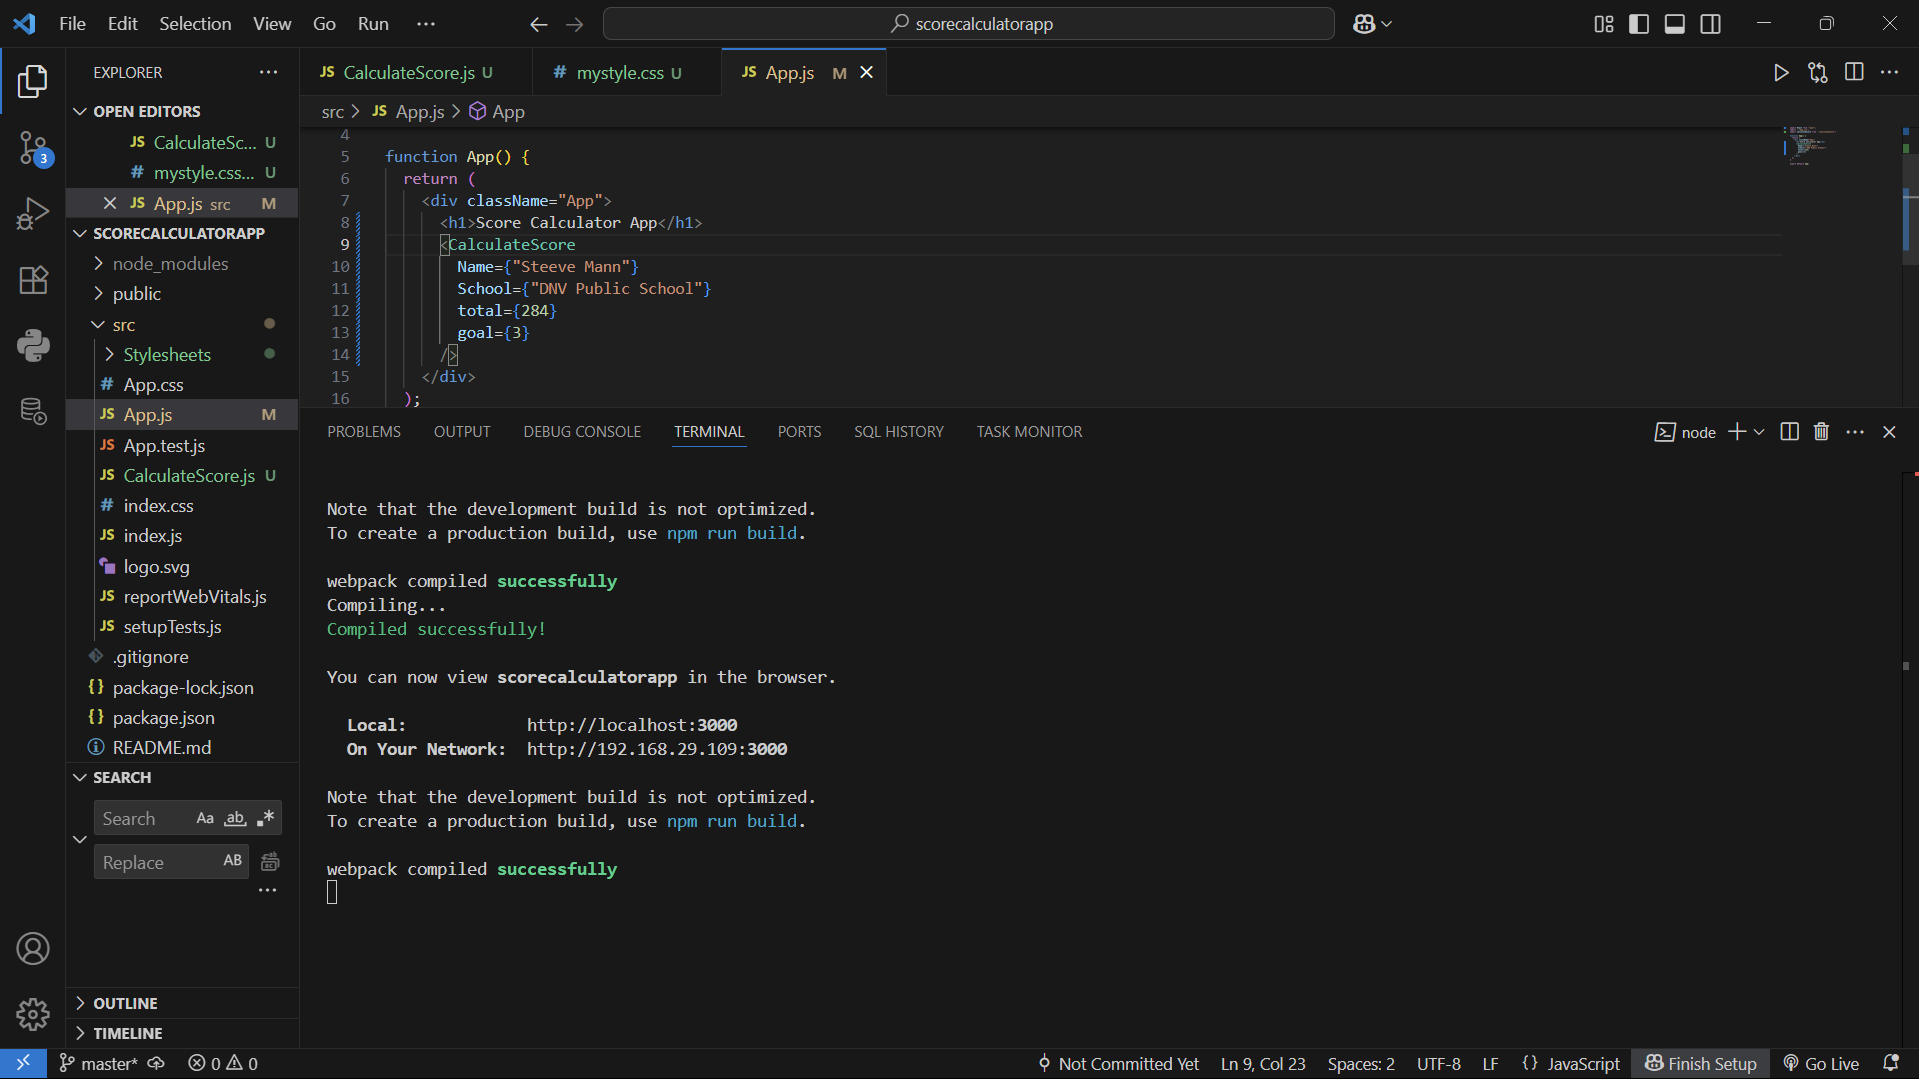 File Edit Selection View Go Run ···
scorecalculatorapp
EXPLORER
OPEN EDITORS
JS CalculateSc... U
# mystyle.css... U
JS App.js src M
SCORECALCULATORAPP
node_modules
public
src
Stylesheets
# App.css
JS App.js M
JS App.test.js
JS CalculateScore.js U
# index.css
JS index.js
logo.svg
JS reportWebVitals.js
JS setupTests.js
.gitignore
{} package-lock.json
{} package.json
README.md
SEARCH
Search Aa ab .*
Replace AB
OUTLINE
TIMELINE
JS CalculateScore.js U
# mystyle.css U
JS App.js M
src > JS App.js > App
4
5 function App() {
6 return (
7 <div className="App">
8 <h1>Score Calculator App</h1>
9 <CalculateScore
10 Name={"Steeve Mann"}
11 School={"DNV Public School"}
12 total={284}
13 goal={3}
14 />
15 </div>
16 );
PROBLEMS OUTPUT DEBUG CONSOLE TERMINAL PORTS SQL HISTORY TASK MONITOR
node
Note that the development build is not optimized.
To create a production build, use npm run build.
webpack compiled successfully
Compiling...
Compiled successfully!
You can now view scorecalculatorapp in the browser.
Local: http://localhost:3000
On Your Network: http://192.168.29.109:3000
Note that the development build is not optimized.
To create a production build, use npm run build.
webpack compiled successfully
3
master* 0 0
Not Committed Yet Ln 9, Col 23 Spaces: 2 UTF-8 LF {} JavaScript Finish Setup Go Live